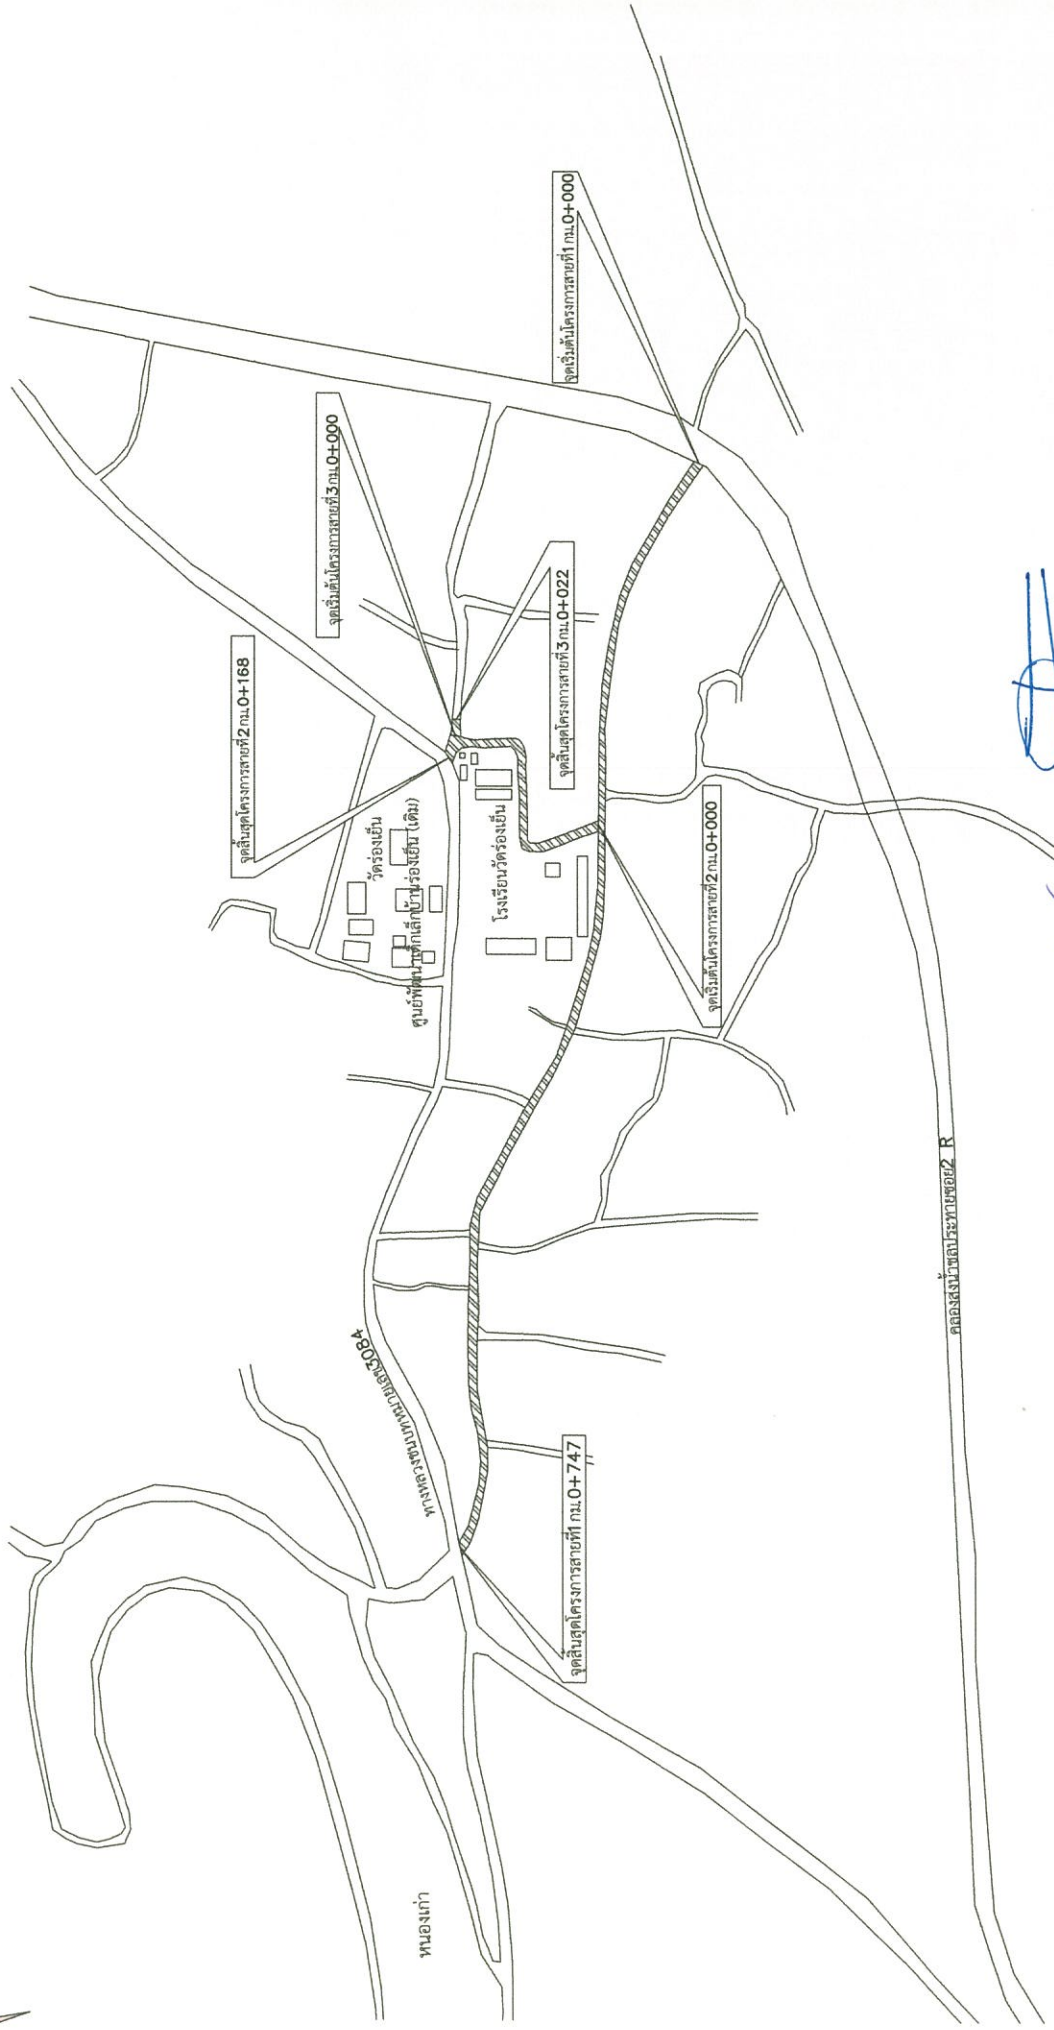 จุดสิ้นสุดโครงการสายที่2กม.0+168
จุดเริ่มต้นโครงการสายที่3กม.0+000
จุดเริ่มต้นโครงการสายที่1กม.0+000
วัดร่องเย็น
ศูนย์พัฒนาเด็กเล็กบ้านร่องเย็น (เดิม)
โรงเรียนวัดร่องเย็น
จุดสิ้นสุดโครงการสายที่3กม.0+022
ทางหลวงชนบทหมายเลข3084
จุดเริ่มต้นโครงการสายที่2กม.0+000
จุดสิ้นสุดโครงการสายที่1กม.0+747
หนองเก่า
คลองส่งน้ำชลประทานซอย2 R